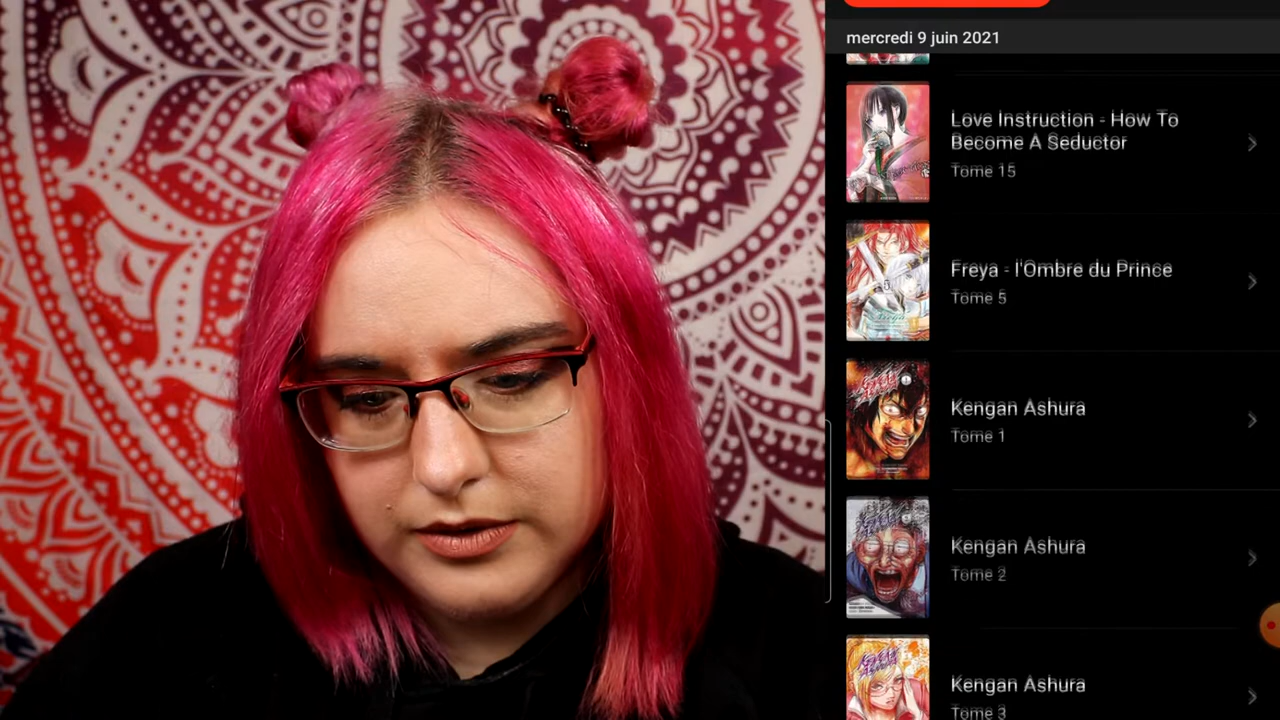 mercredi 9 juin 2021
Love Instruction - How To
Become A Seductor
Tome 15
Freya - l'Ombre du Prince
Tome 5
Kengan Ashura
Tome 1
Kengan Ashura
Tome 2
Kengan Ashura
Tome 3